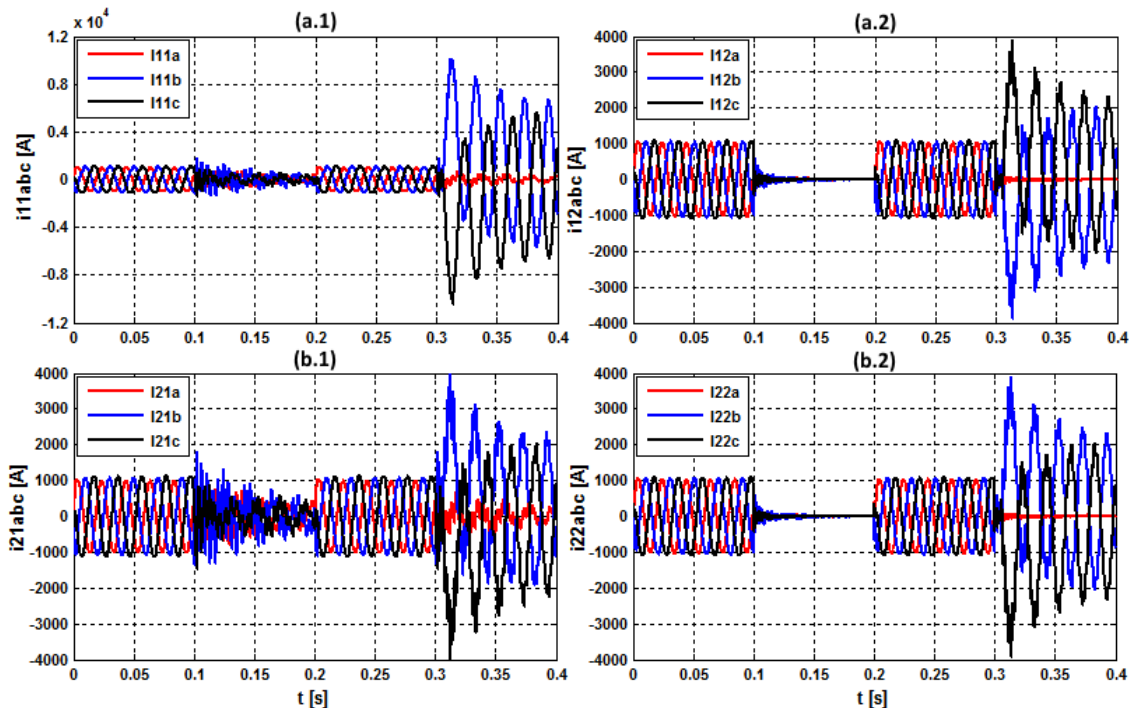 (a.1)
x 10⁴
1.2
0.8
0.4
0
-0.4
-0.8
-1.2
i11abc [A]
I11a
I11b
I11c
0 0.1 0.15 0.2 0.25 0.3 0.35 0.4
(a.2)
4000
3000
2000
1000
0
-1000
-2000
-3000
-4000
i12abc [A]
I12a
I12b
I12c
0 0.05 0.1 0.15 0.2 0.25 0.3 0.35 0.4
(b.1)
4000
3000
2000
1000
0
-1000
-2000
-3000
-4000
i21abc [A]
I21a
I21b
I21c
0 0.05 0.1 0.15 0.2 0.25 0.3 0.35 0.4
t [s]
(b.2)
4000
3000
2000
1000
0
-1000
-2000
-3000
-4000
i22abc [A]
I22a
I22b
I22c
0 0.05 0.1 0.15 0.2 0.25 0.3 0.35 0.4
t [s]